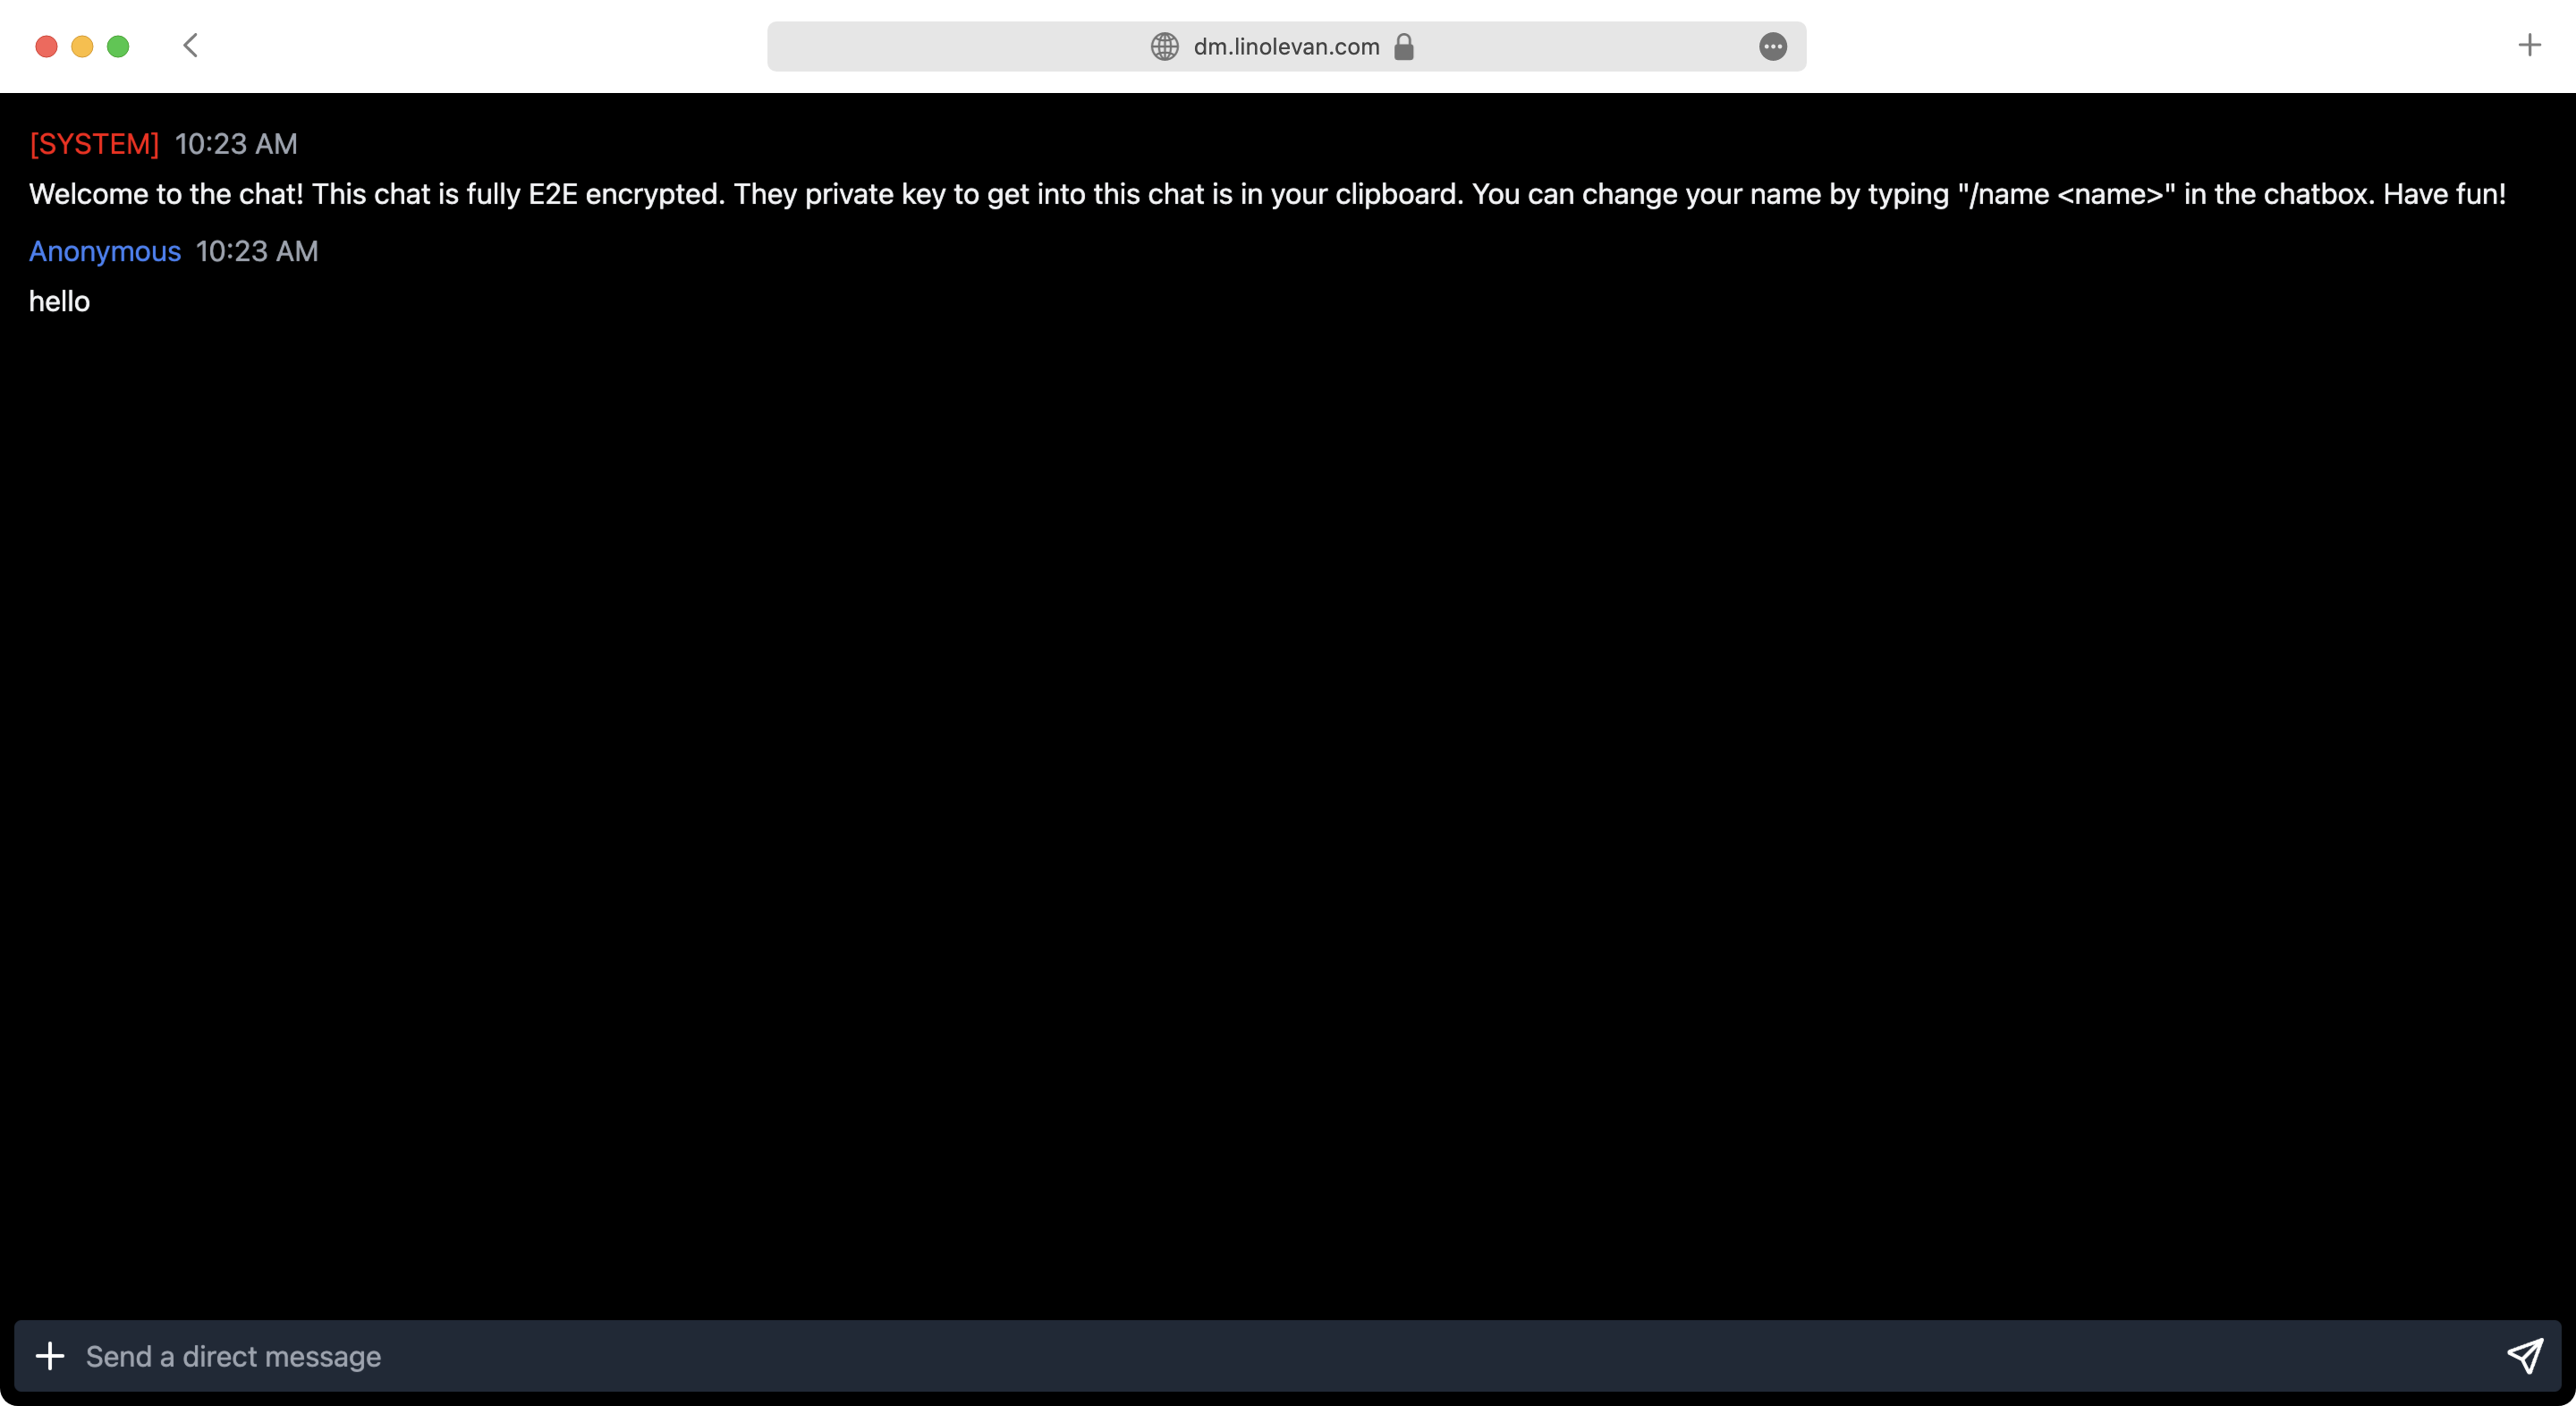 dm.linolevan.com
[SYSTEM] 10:23 AM
Welcome to the chat! This chat is fully E2E encrypted. They private key to get into this chat is in your clipboard. You can change your name by typing "/name <name>" in the chatbox. Have fun!
Anonymous 10:23 AM
hello
Send a direct message